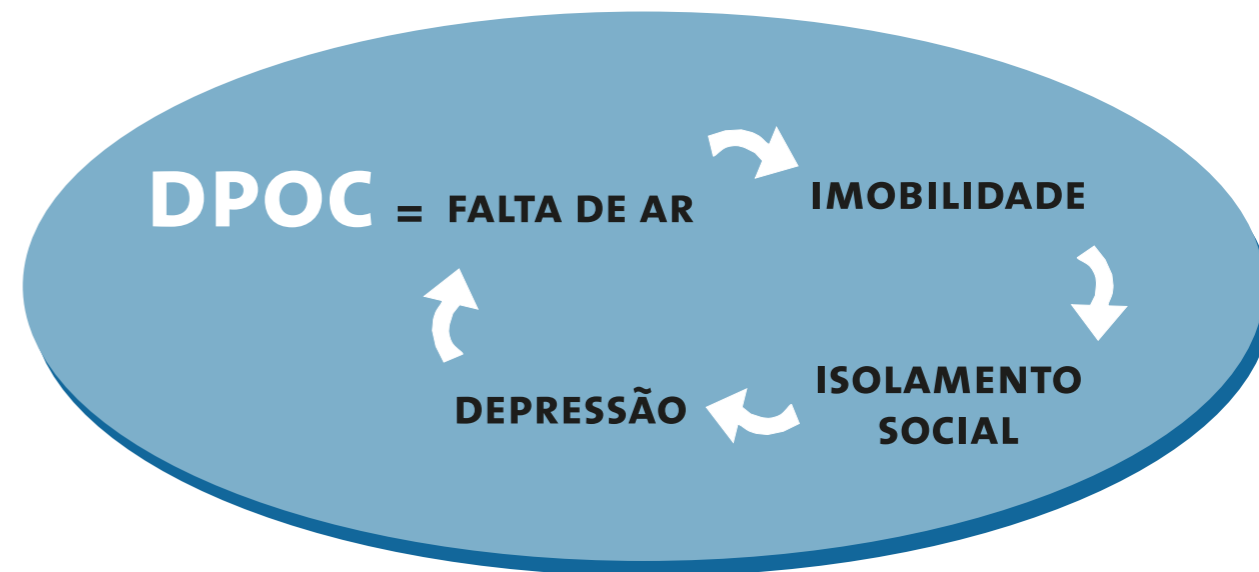 DPOC = FALTA DE AR
IMOBILIDADE
ISOLAMENTO
SOCIAL
DEPRESSÃO